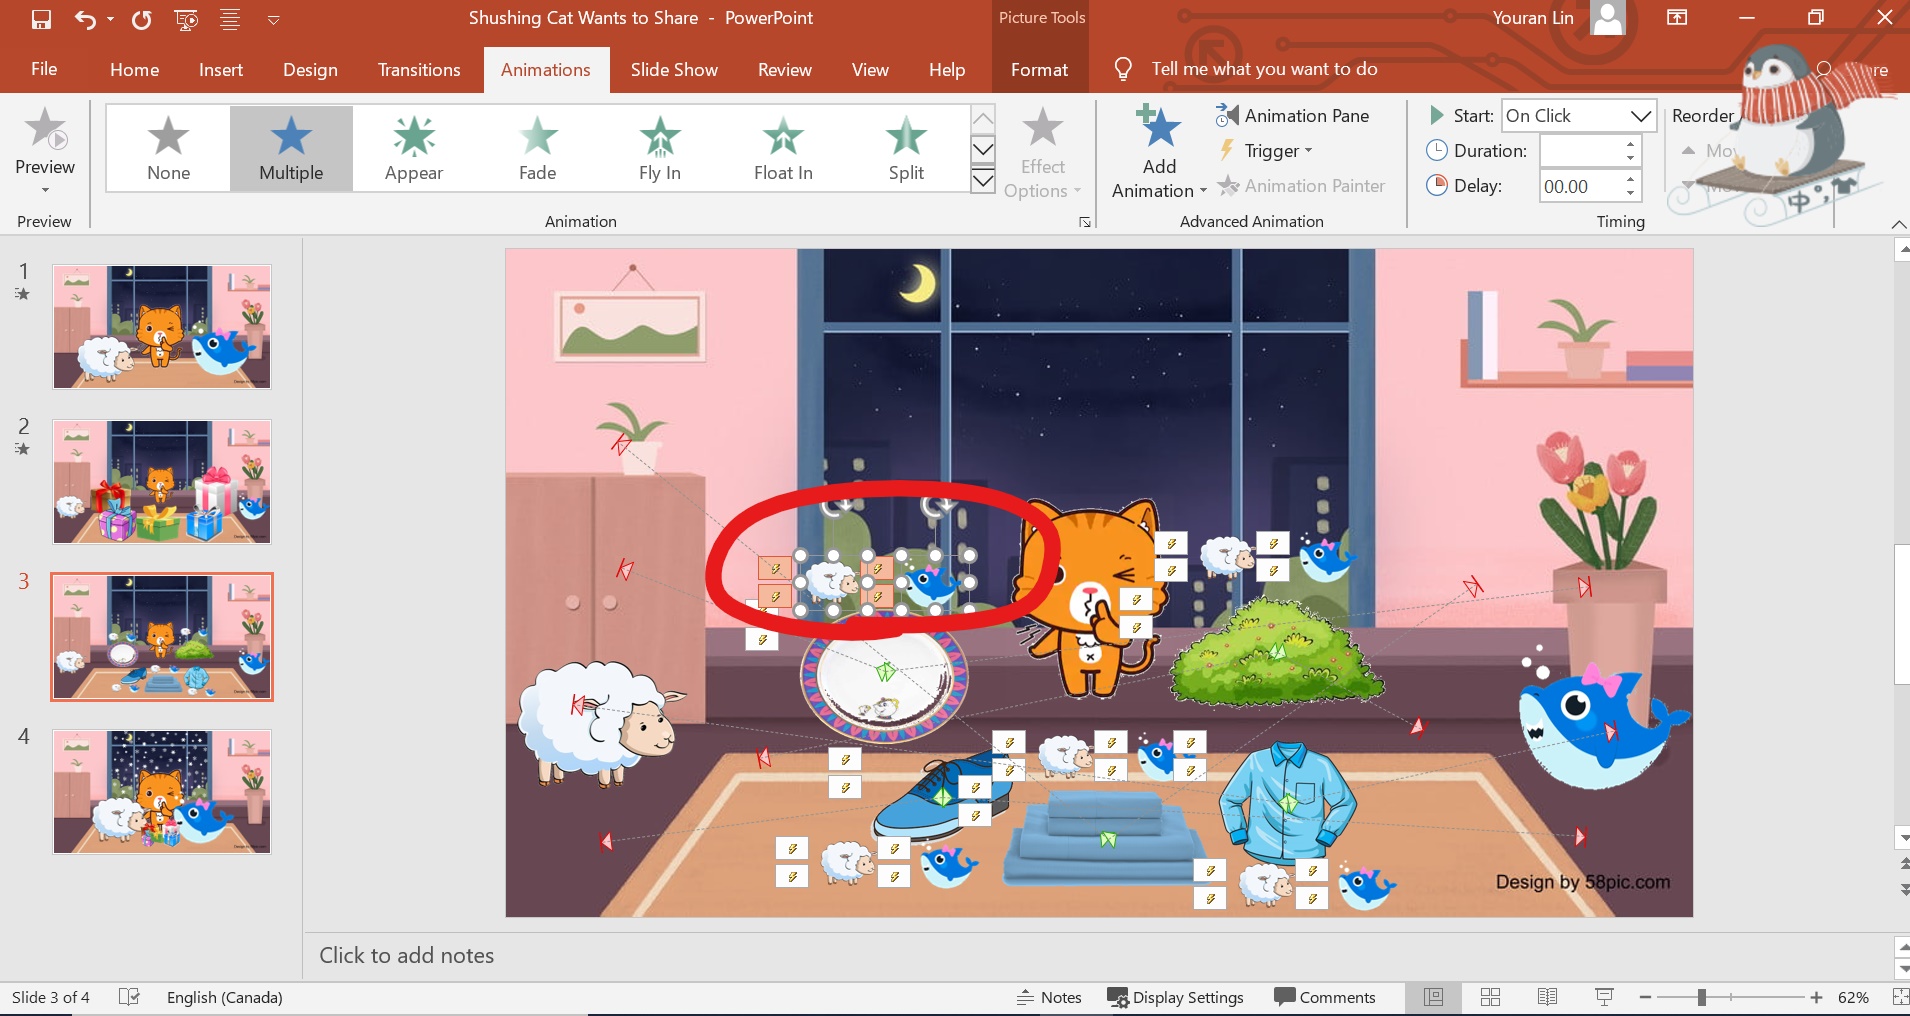 Shushing Cat Wants to Share - PowerPoint
Picture Tools
Youran Lin
File
Home
Insert
Design
Transitions
Animations
Slide Show
Review
View
Help
Format
Tell me what you want to do
Preview
None
Multiple
Appear
Fade
Fly In
Float In
Split
Effect
Options
Add
Animation
Animation Pane
Trigger
Animation Painter
Start: On Click
Duration:
Delay: 00.00
Reorder
Preview
Animation
Advanced Animation
Timing
中
1
2
3
4
Design by 58pic.com
Click to add notes
Slide 3 of 4
English (Canada)
Notes
Display Settings
Comments
62%